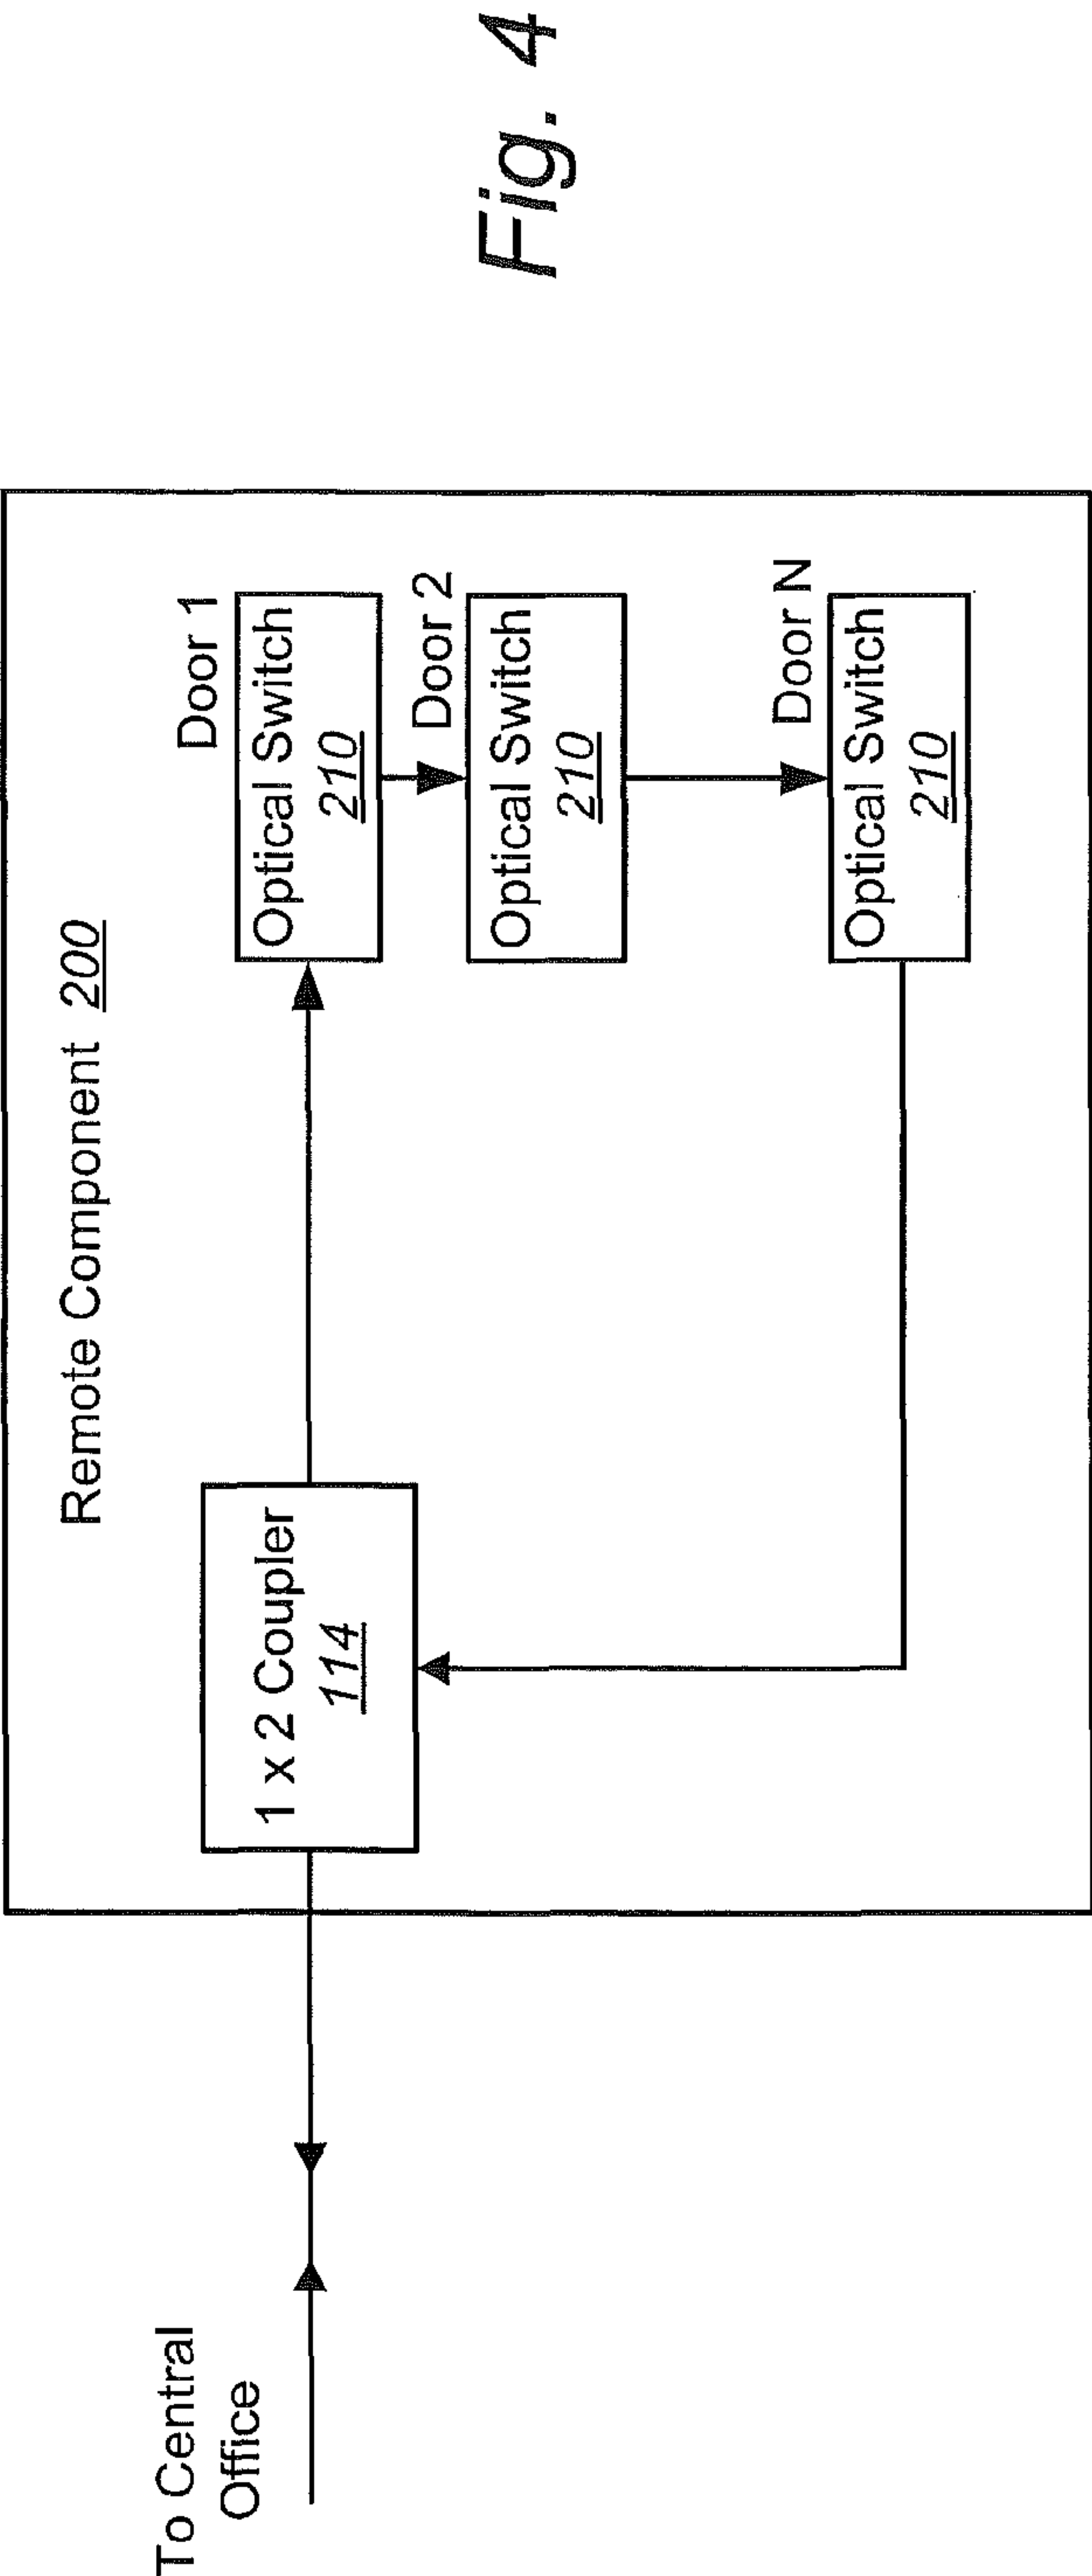 Remote Component 200
To Central
Office
1 x 2 Coupler
114
Door 1
Optical Switch
210
Door 2
Optical Switch
210
Door N
Optical Switch
210
Fig. 4